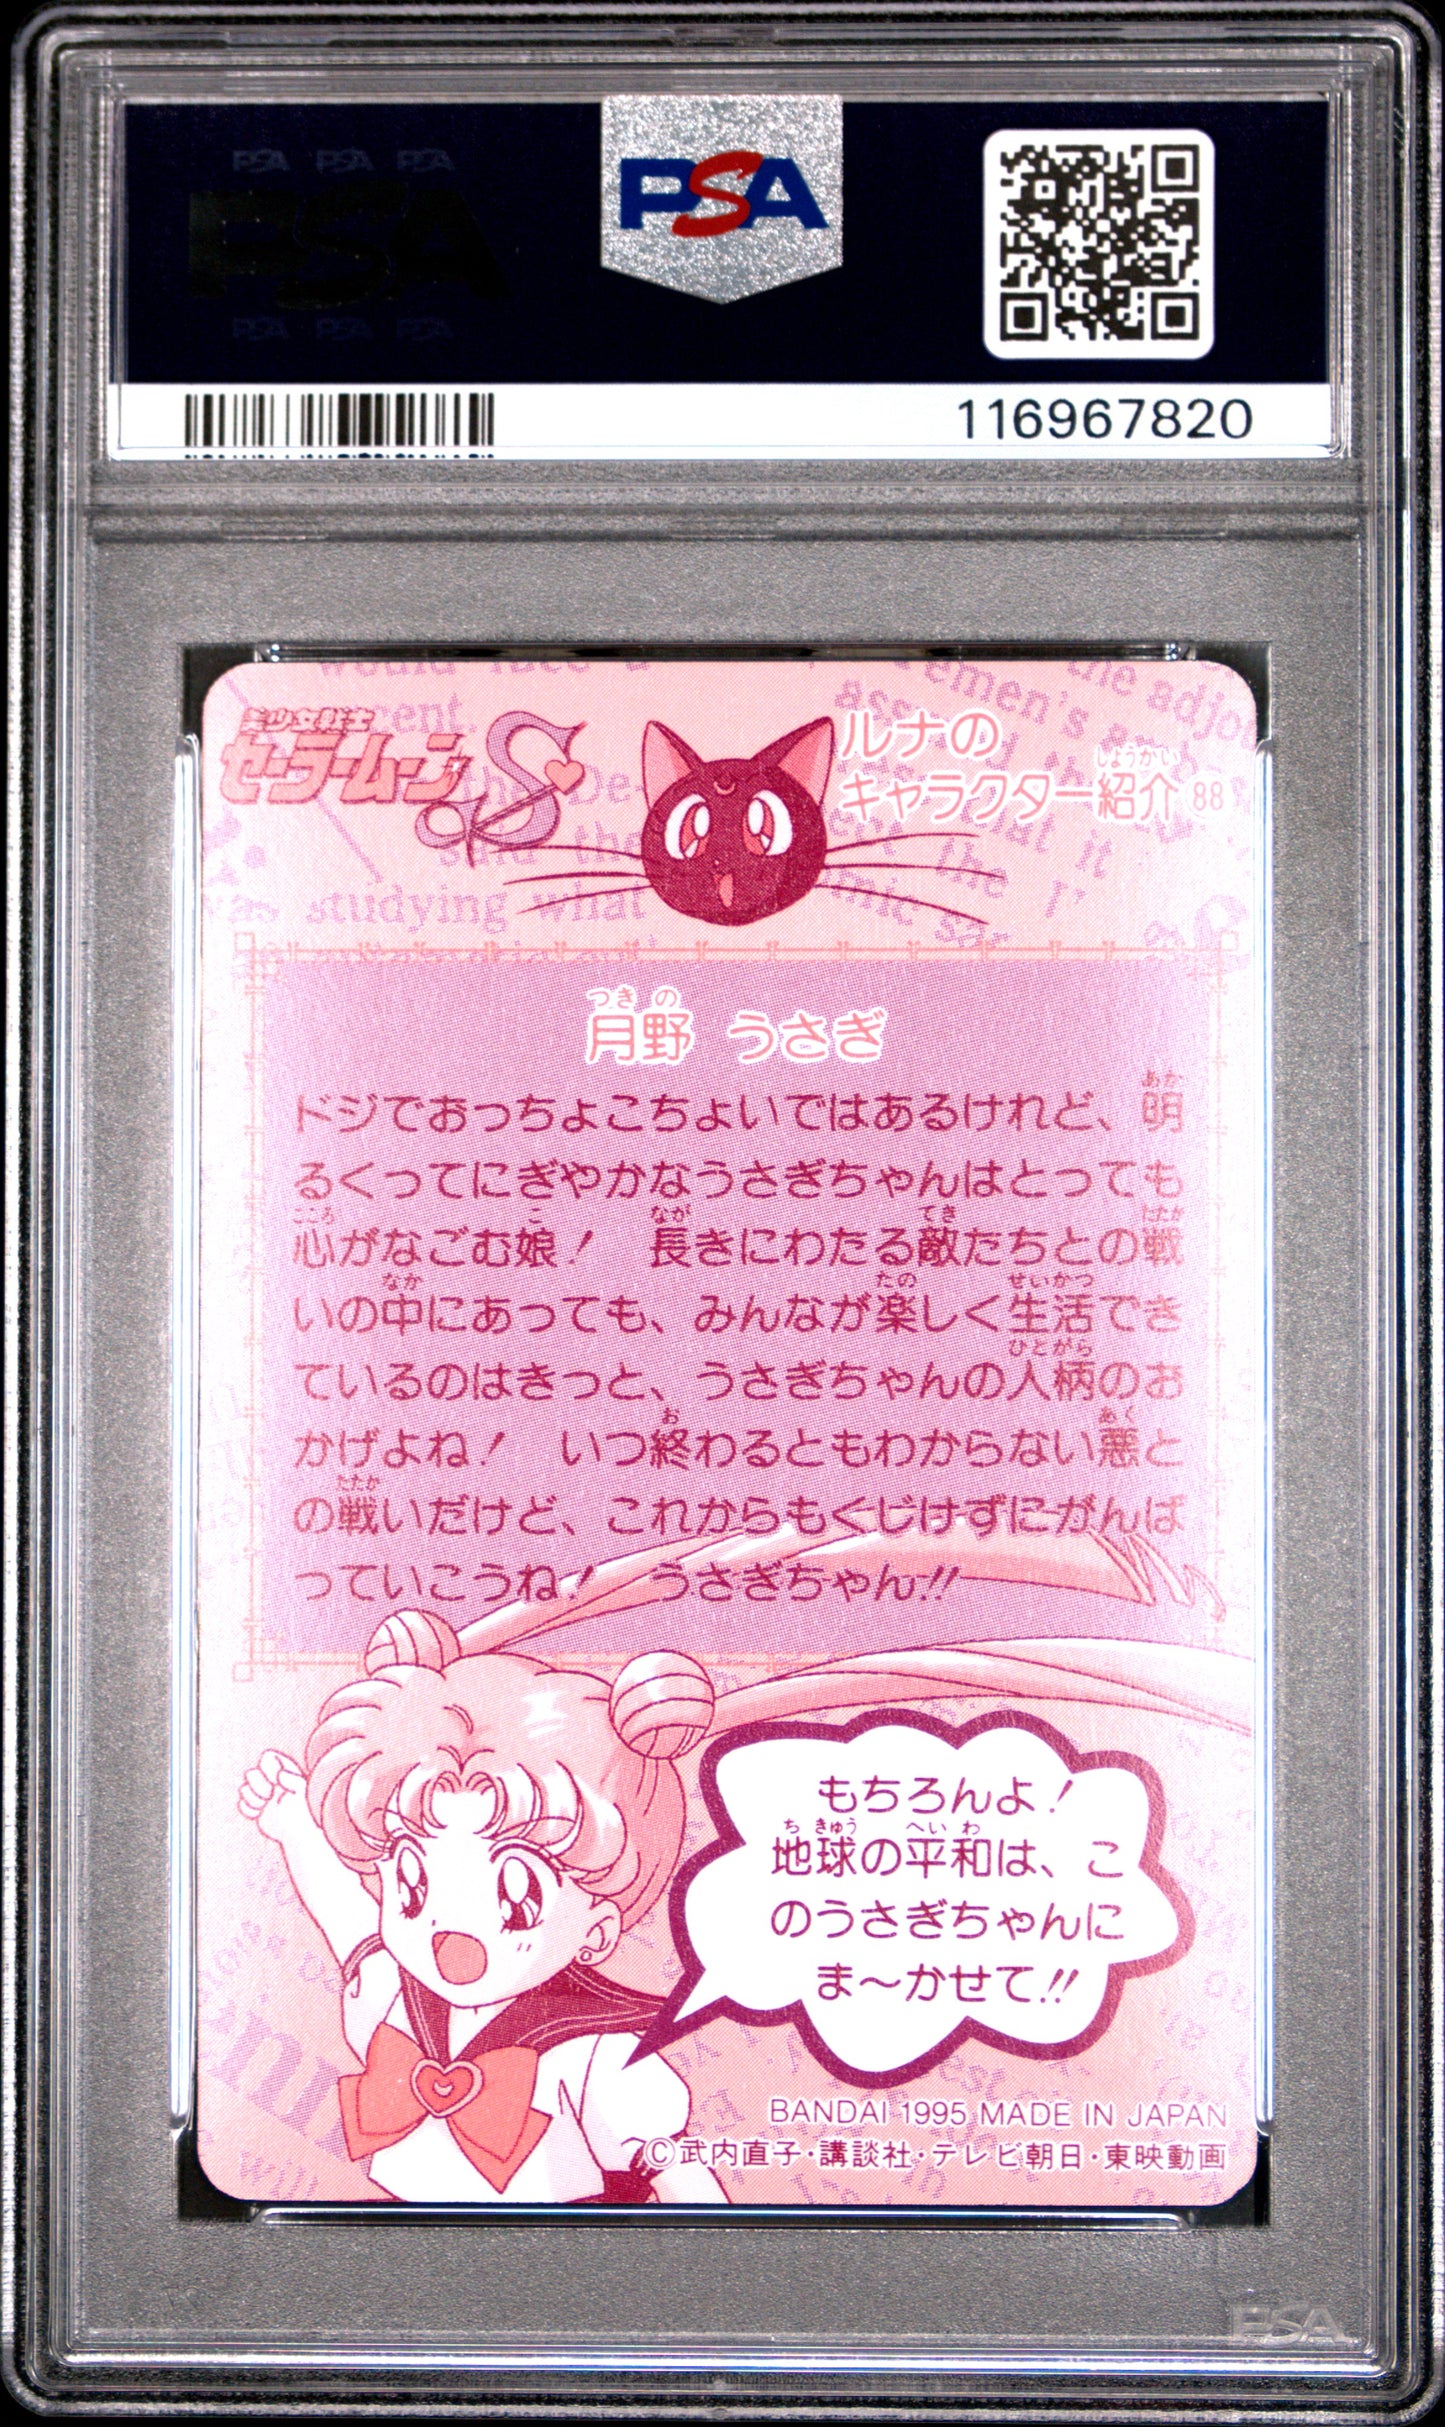 PSA PSA PSA
PSA
PSA PSA PSA
PSA
116967820
美少女戦士
セーラームーンS
ルナの
しょうかい
キャラクター紹介 88
つき の
月野 うさぎ
あか
ドジでおっちょこちょいではあるけれど、明
るくってにぎやかなうさぎちゃんはとっても
こころ こ なが てき たたか
心がなごむ娘! 長きにわたる敵たちとの戦
なか たの せいかつ
いの中にあっても、みんなが楽しく生活でき
ひとがら
ているのはきっと、うさぎちゃんの人柄のお
お あく
かげよね! いつ終わるともわからない悪と
たたか
の戦いだけど、これからもくじけずにがんば
っていこうね! うさぎちゃん!!
もちろんよ!
ち きゅう へい わ
地球の平和は、こ
のうさぎちゃんに
ま〜かせて!!
BANDAI 1995 MADE IN JAPAN
©武内直子・講談社・テレビ朝日・東映動画
PSA